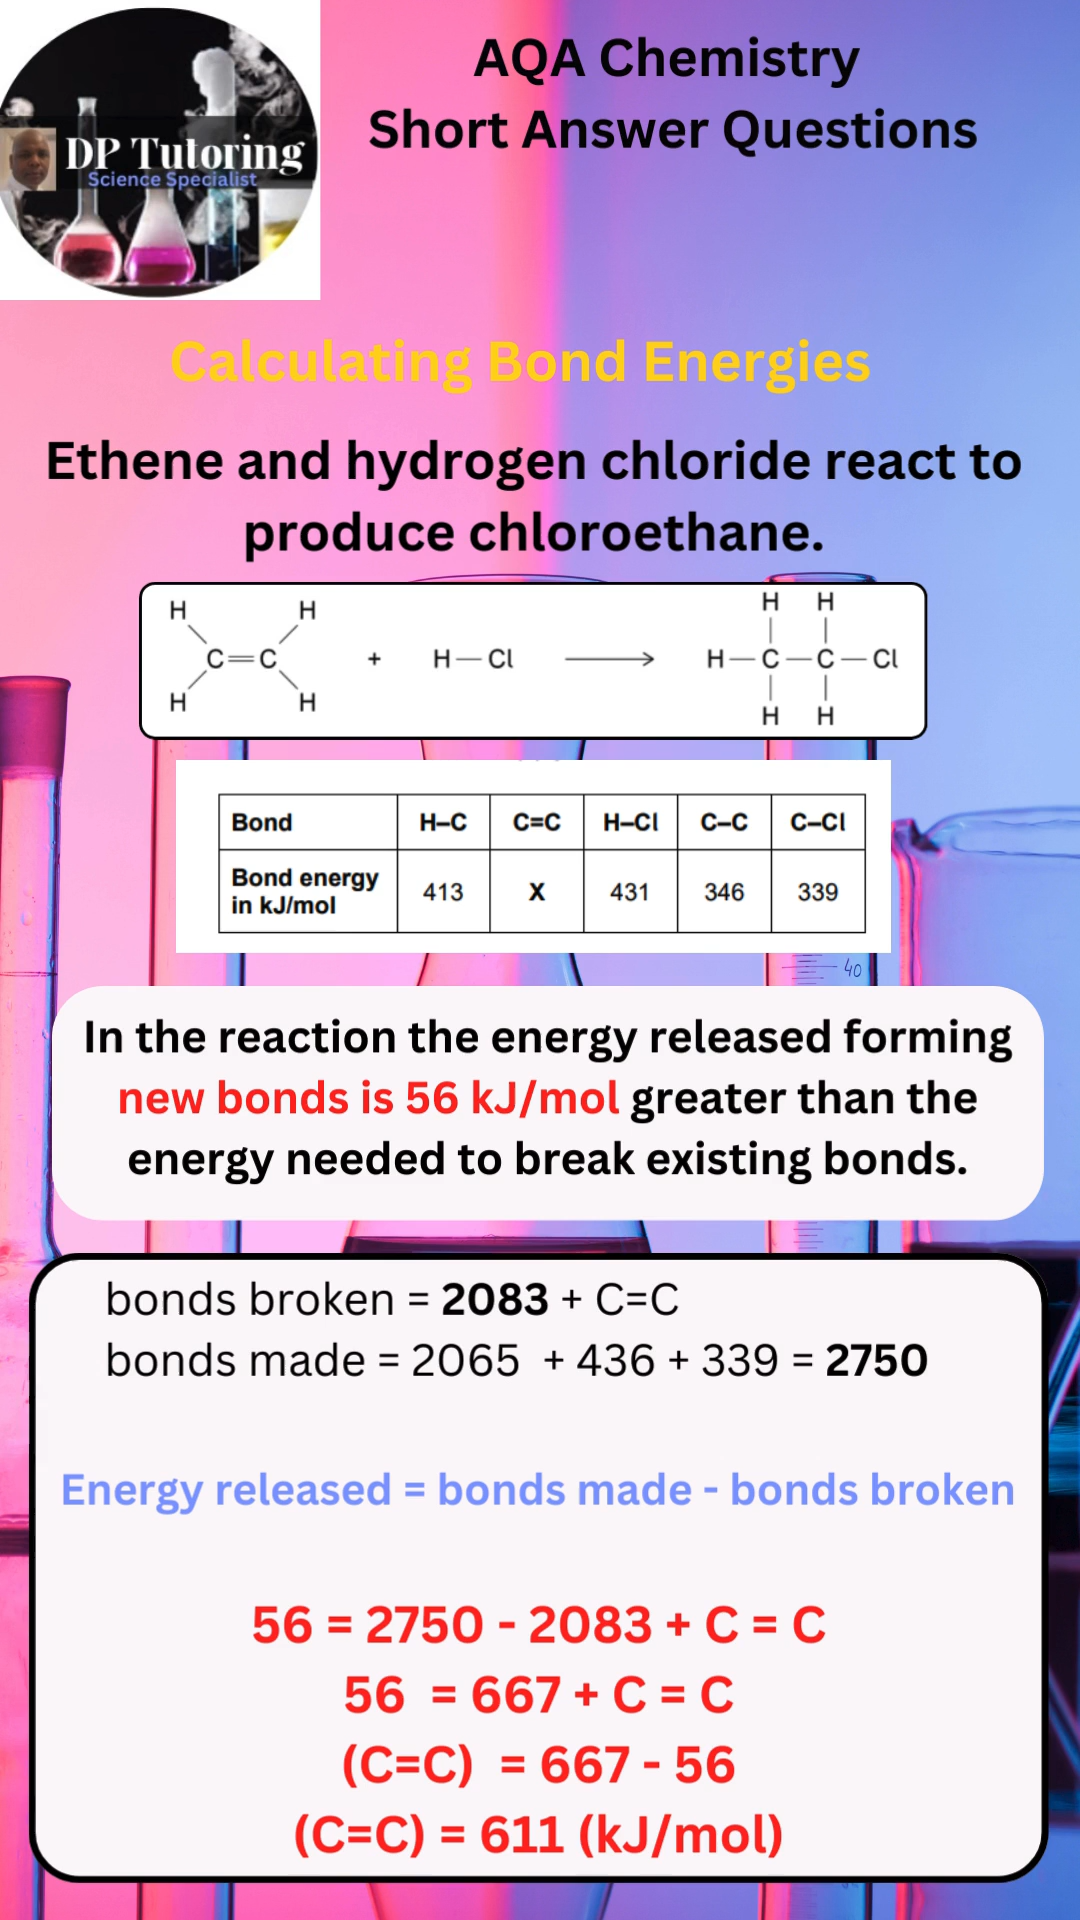 DP Tutoring
Science Specialist
AQA Chemistry
Short Answer Questions
Calculating Bond Energies
Ethene and hydrogen chloride react to
produce chloroethane.
H H H H
C=C + H—Cl ⟶ H—C—C—Cl
H H H H
Bond H–C C=C H–Cl C–C C–Cl
Bond energy
in kJ/mol 413 X 431 346 339
40
In the reaction the energy released forming
new bonds is 56 kJ/mol greater than the
energy needed to break existing bonds.
bonds broken = 2083 + C=C
bonds made = 2065 + 436 + 339 = 2750
Energy released = bonds made - bonds broken
56 = 2750 - 2083 + C = C
56 = 667 + C = C
(C=C) = 667 - 56
(C=C) = 611 (kJ/mol)